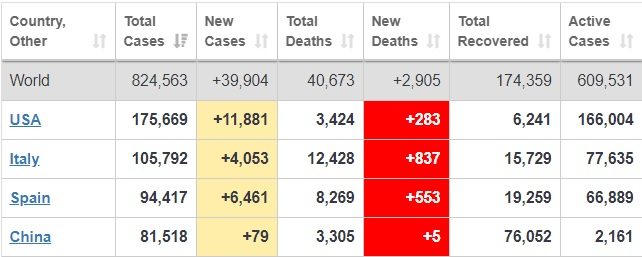 Country, Other Total Cases New Cases Total Deaths New Deaths Total Recovered Active Cases
World 824,563 +39,904 40,673 +2,905 174,359 609,531
USA 175,669 +11,881 3,424 +283 6,241 166,004
Italy 105,792 +4,053 12,428 +837 15,729 77,635
Spain 94,417 +6,461 8,269 +553 19,259 66,889
China 81,518 +79 3,305 +5 76,052 2,161